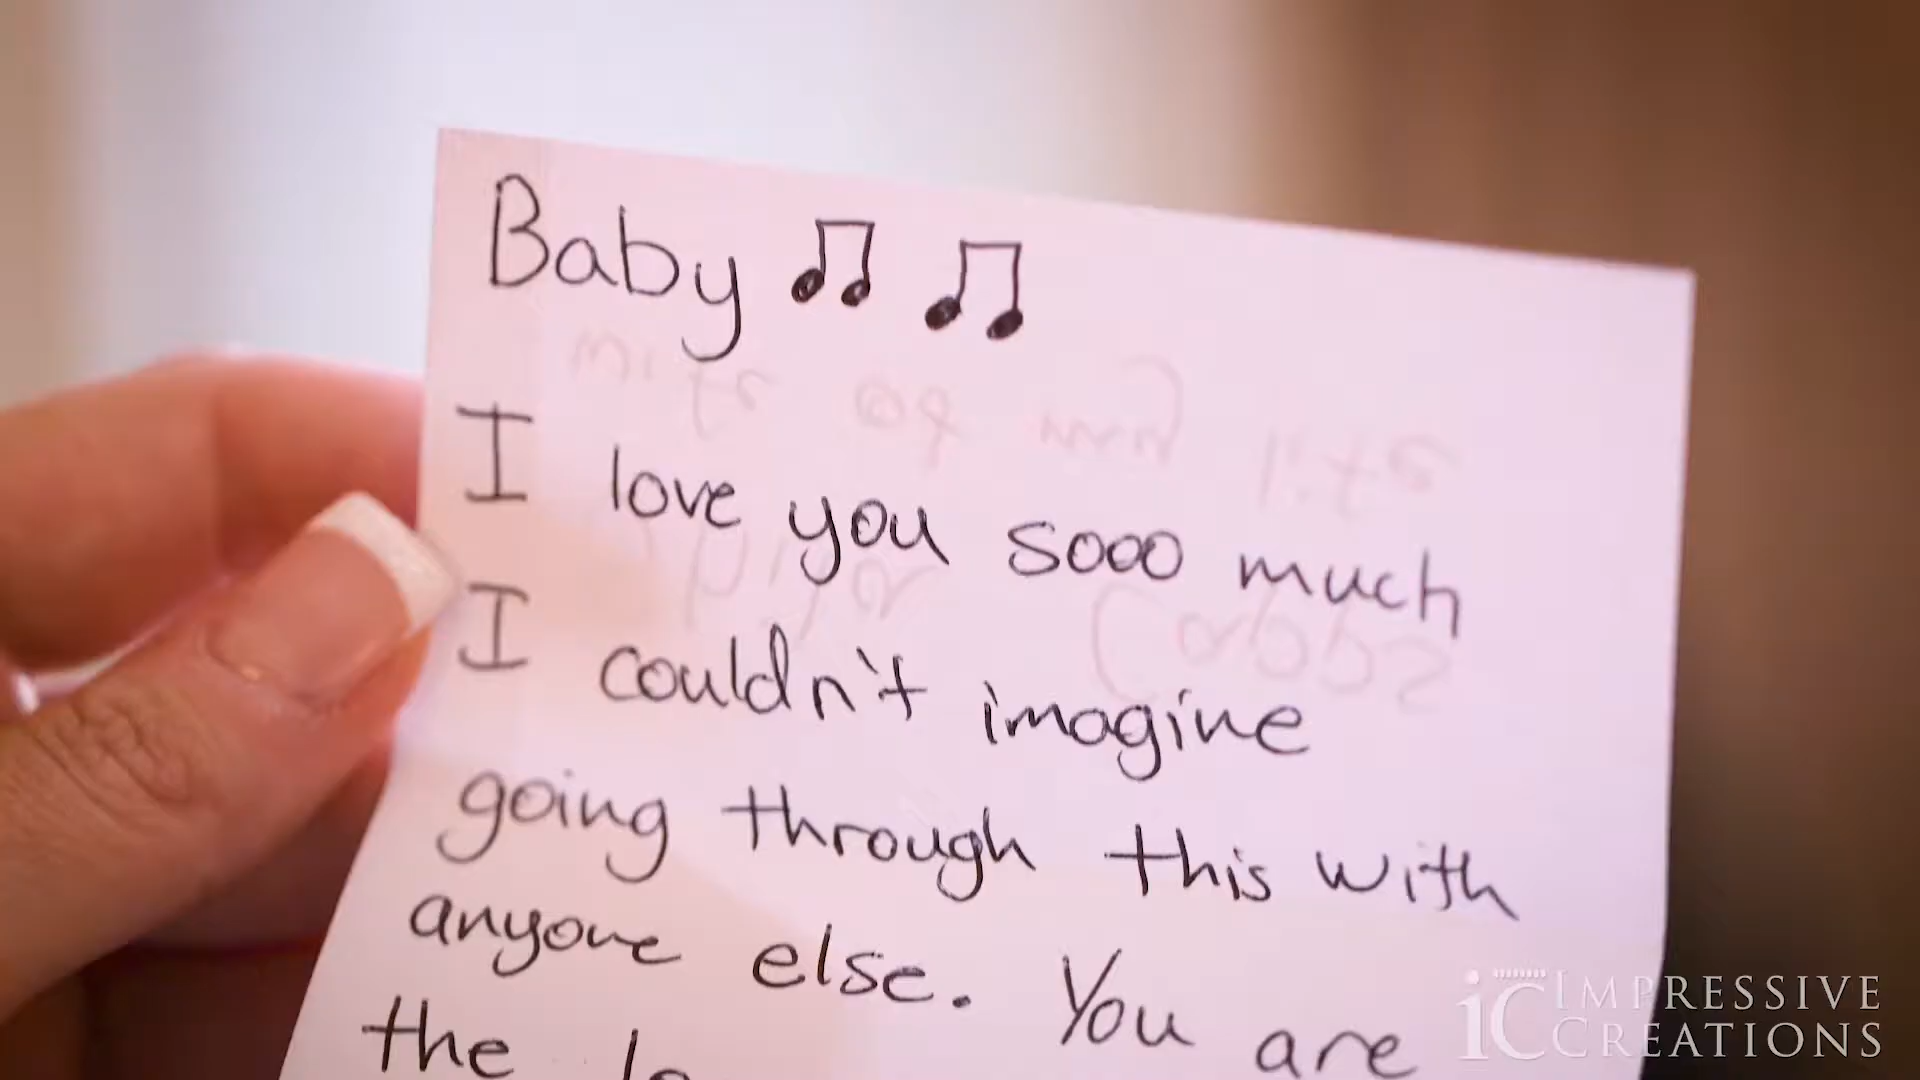 Baby ♫ ♫
I love you sooo much
I couldn't imagine
going through this with
anyone else. You are
the
IMPRESSIVE
CREATIONS